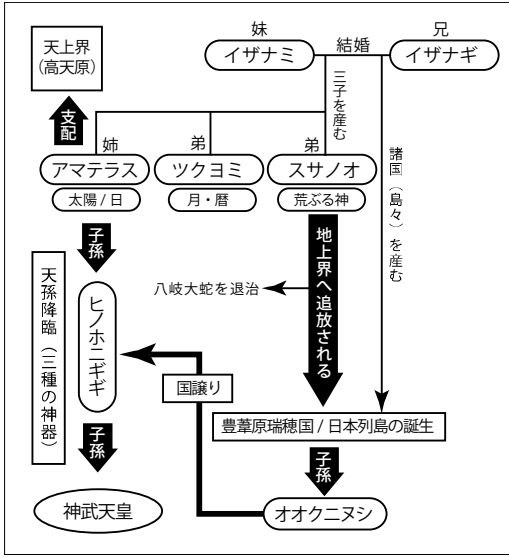 天上界
(高天原)
妹
イザナミ
結婚
兄
イザナギ
支配
三子を産む
諸国（島々）を産む
姉
アマテラス
太陽 / 日
弟
ツクヨミ
月・暦
弟
スサノオ
荒ぶる神
子孫
地上界へ追放される
八岐大蛇を退治
天孫降臨（三種の神器）
ヒノホニギギ
国譲り
豊葦原瑞穂国 / 日本列島の誕生
子孫
子孫
神武天皇
オオクニヌシ